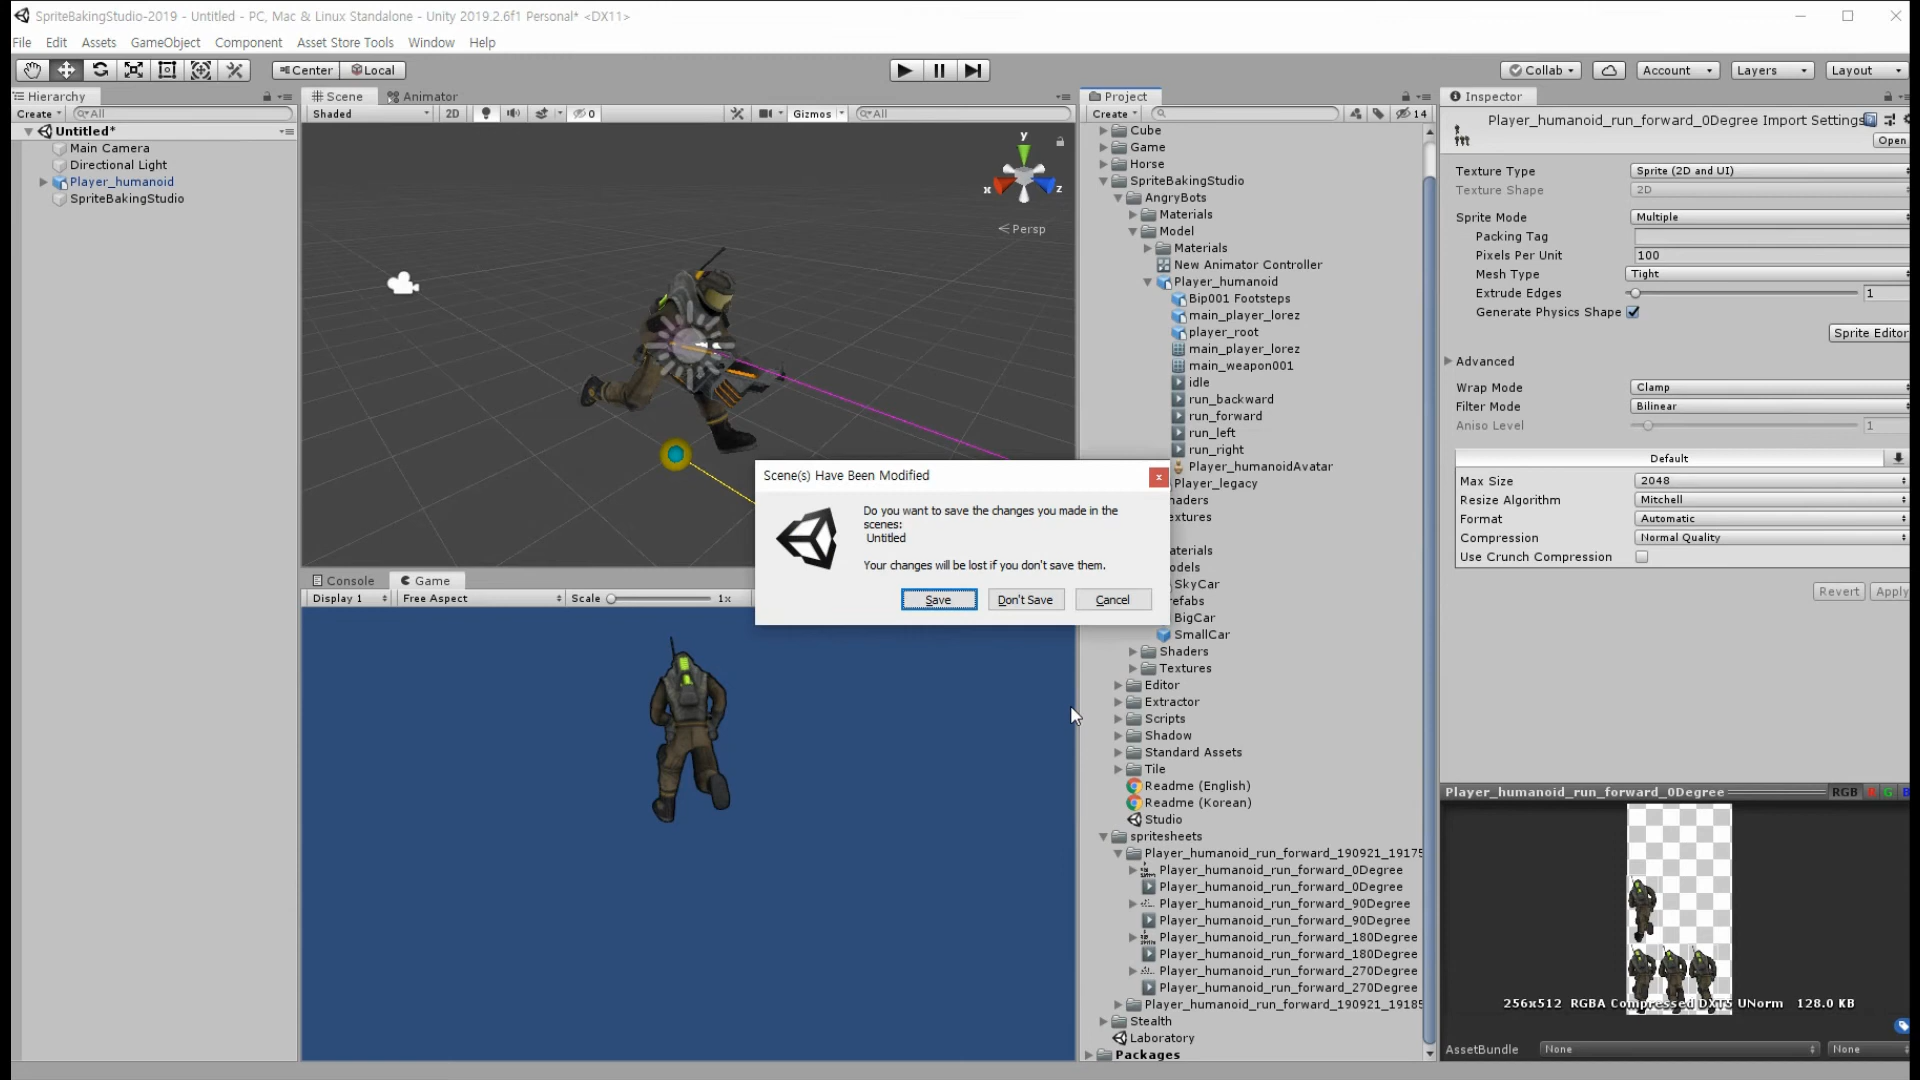 SpriteBakingStudio-2019 - Untitled - PC, Mac & Linux Standalone - Unity 2019.2.6f1 Personal* <DX11>
File Edit Assets GameObject Component Asset Store Tools Window Help
Center Local Collab Account Layers Layout
Hierarchy
Create All
Untitled*
Main Camera
Directional Light
Player_humanoid
SpriteBakingStudio
Scene Animator
Shaded 2D 0 Gizmos All
y
x z
Persp
Console Game
Display 1 Free Aspect Scale 1x
Scene(s) Have Been Modified
Do you want to save the changes you made in the
scenes:
Untitled
Your changes will be lost if you don't save them.
Save Don't Save Cancel
Project
Create 14
Cube
Game
Horse
SpriteBakingStudio
AngryBots
Materials
Model
Materials
New Animator Controller
Player_humanoid
Bip001 Footsteps
main_player_lorez
player_root
main_player_lorez
main_weapon001
idle
run_backward
run_forward
run_left
run_right
Player_humanoidAvatar
Player_legacy
haders
extures
aterials
odels
SkyCar
refabs
BigCar
SmallCar
Shaders
Textures
Editor
Extractor
Scripts
Shadow
Standard Assets
Tile
Readme (English)
Readme (Korean)
Studio
spritesheets
Player_humanoid_run_forward_190921_19175
Player_humanoid_run_forward_0Degree
Player_humanoid_run_forward_0Degree
Player_humanoid_run_forward_90Degree
Player_humanoid_run_forward_90Degree
Player_humanoid_run_forward_180Degree
Player_humanoid_run_forward_180Degree
Player_humanoid_run_forward_270Degree
Player_humanoid_run_forward_270Degree
Player_humanoid_run_forward_190921_19185
Stealth
Laboratory
Packages
Inspector
Player_humanoid_run_forward_0Degree Import Settings
Open
Texture Type Sprite (2D and UI)
Texture Shape 2D
Sprite Mode Multiple
Packing Tag
Pixels Per Unit 100
Mesh Type Tight
Extrude Edges 1
Generate Physics Shape
Sprite Editor
Advanced
Wrap Mode Clamp
Filter Mode Bilinear
Aniso Level 1
Default
Max Size 2048
Resize Algorithm Mitchell
Format Automatic
Compression Normal Quality
Use Crunch Compression
Revert Apply
Player_humanoid_run_forward_0Degree RGB R G B
256x512 RGBA Compressed DXT5 UNorm 128.0 KB
AssetBundle None None